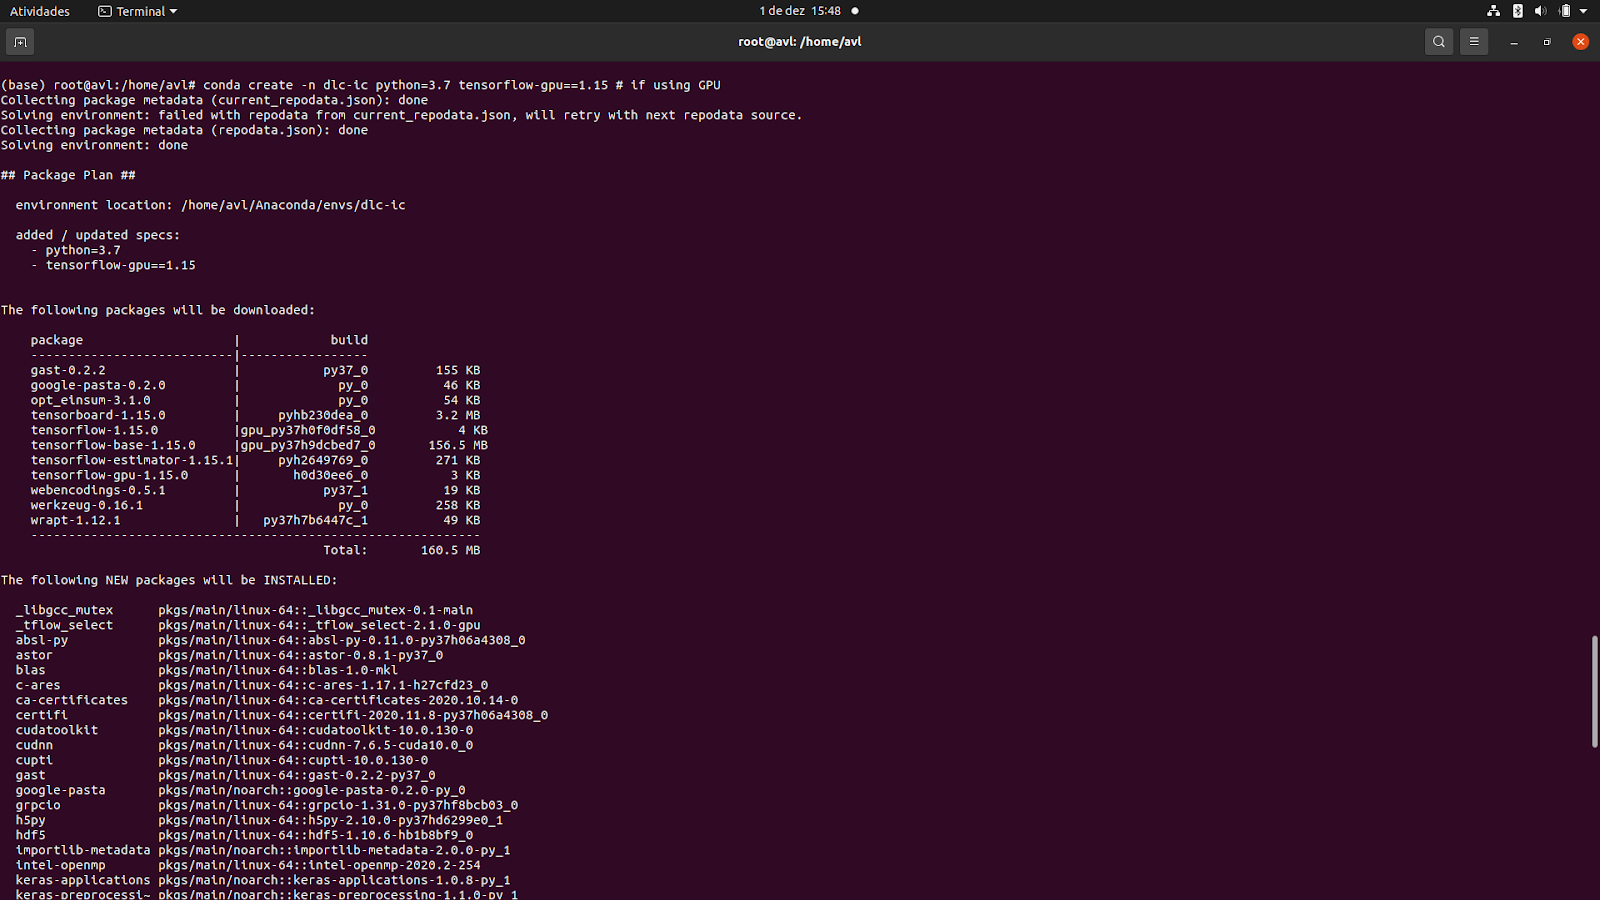 Atividades Terminal 1 de dez 15:48
root@avl: /home/avl
(base) root@avl:/home/avl# conda create -n dlc-ic python=3.7 tensorflow-gpu==1.15 # if using GPU
Collecting package metadata (current_repodata.json): done
Solving environment: failed with repodata from current_repodata.json, will retry with next repodata source.
Collecting package metadata (repodata.json): done
Solving environment: done
## Package Plan ##
environment location: /home/avl/Anaconda/envs/dlc-ic
added / updated specs:
- python=3.7
- tensorflow-gpu==1.15
The following packages will be downloaded:
package | build
---------------------------|-----------------
gast-0.2.2 | py37_0 155 KB
google-pasta-0.2.0 | py_0 46 KB
opt_einsum-3.1.0 | py_0 54 KB
tensorboard-1.15.0 | pyhb230dea_0 3.2 MB
tensorflow-1.15.0 |gpu_py37h0f0df58_0 4 KB
tensorflow-base-1.15.0 |gpu_py37h9dcbed7_0 156.5 MB
tensorflow-estimator-1.15.1| pyh2649769_0 271 KB
tensorflow-gpu-1.15.0 | h0d30ee6_0 3 KB
webencodings-0.5.1 | py37_1 19 KB
werkzeug-0.16.1 | py_0 258 KB
wrapt-1.12.1 | py37h7b6447c_1 49 KB
------------------------------------------------------------
Total: 160.5 MB
The following NEW packages will be INSTALLED:
_libgcc_mutex pkgs/main/linux-64::_libgcc_mutex-0.1-main
_tflow_select pkgs/main/linux-64::_tflow_select-2.1.0-gpu
absl-py pkgs/main/linux-64::absl-py-0.11.0-py37h06a4308_0
astor pkgs/main/linux-64::astor-0.8.1-py37_0
blas pkgs/main/linux-64::blas-1.0-mkl
c-ares pkgs/main/linux-64::c-ares-1.17.1-h27cfd23_0
ca-certificates pkgs/main/linux-64::ca-certificates-2020.10.14-0
certifi pkgs/main/linux-64::certifi-2020.11.8-py37h06a4308_0
cudatoolkit pkgs/main/linux-64::cudatoolkit-10.0.130-0
cudnn pkgs/main/linux-64::cudnn-7.6.5-cuda10.0_0
cupti pkgs/main/linux-64::cupti-10.0.130-0
gast pkgs/main/linux-64::gast-0.2.2-py37_0
google-pasta pkgs/main/noarch::google-pasta-0.2.0-py_0
grpcio pkgs/main/linux-64::grpcio-1.31.0-py37hf8bcb03_0
h5py pkgs/main/linux-64::h5py-2.10.0-py37hd6299e0_1
hdf5 pkgs/main/linux-64::hdf5-1.10.6-hb1b8bf9_0
importlib-metadata pkgs/main/noarch::importlib-metadata-2.0.0-py_1
intel-openmp pkgs/main/linux-64::intel-openmp-2020.2-254
keras-applications pkgs/main/noarch::keras-applications-1.0.8-py_1
keras-preprocessi~ pkgs/main/noarch::keras-preprocessing-1.1.0-py_1